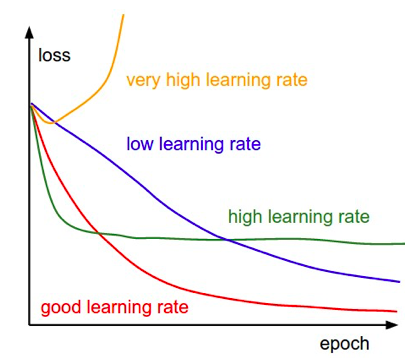 loss
very high learning rate
low learning rate
high learning rate
good learning rate
epoch